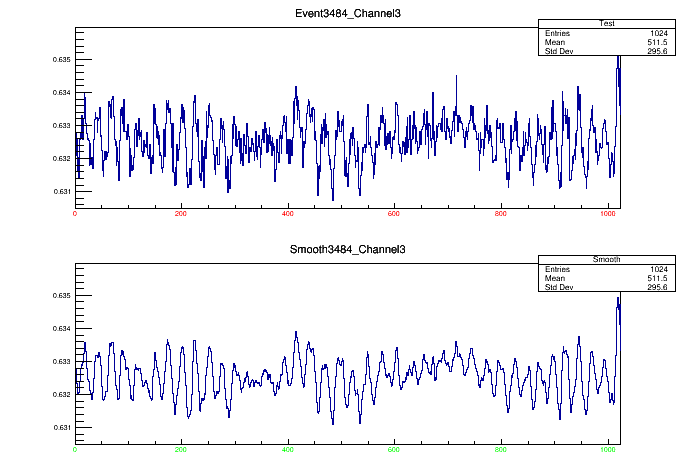 Event3484_Channel3
Test
Entries 1024
Mean 511.5
Std Dev 295.6
0.635
0.634
0.633
0.632
0.631
0 200 400 600 800 1000
Smooth3484_Channel3
Smooth
Entries 1024
Mean 511.5
Std Dev 295.6
0.635
0.634
0.633
0.632
0.631
0 200 400 600 800 1000